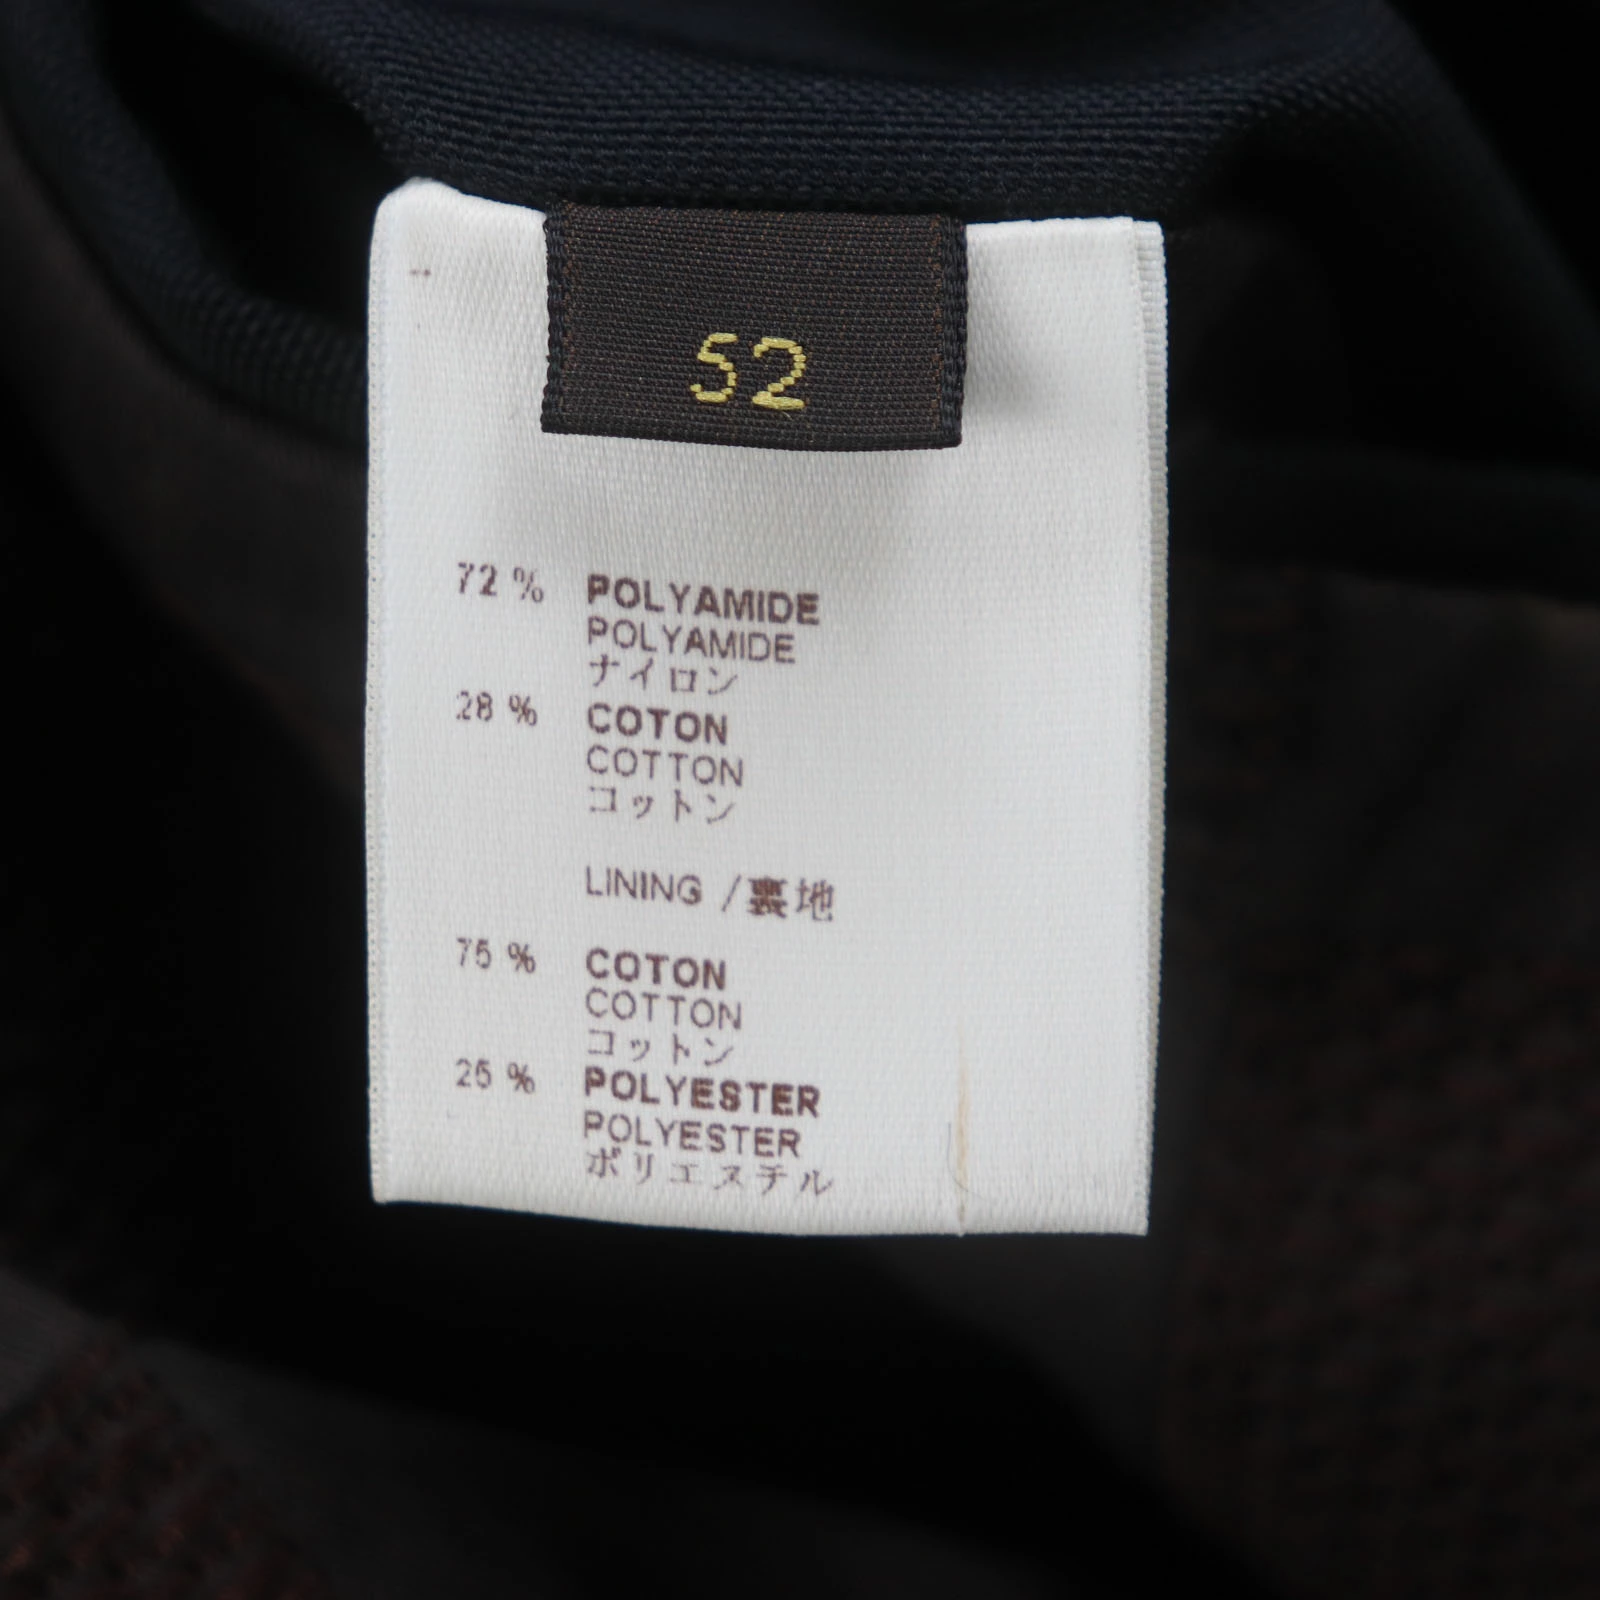 52
72 % POLYAMIDE
POLYAMIDE
ナイロン
28 % COTON
COTTON
コットン
LINING /裏地
75 % COTON
COTTON
コットン
25 % POLYESTER
POLYESTER
ポリエステル